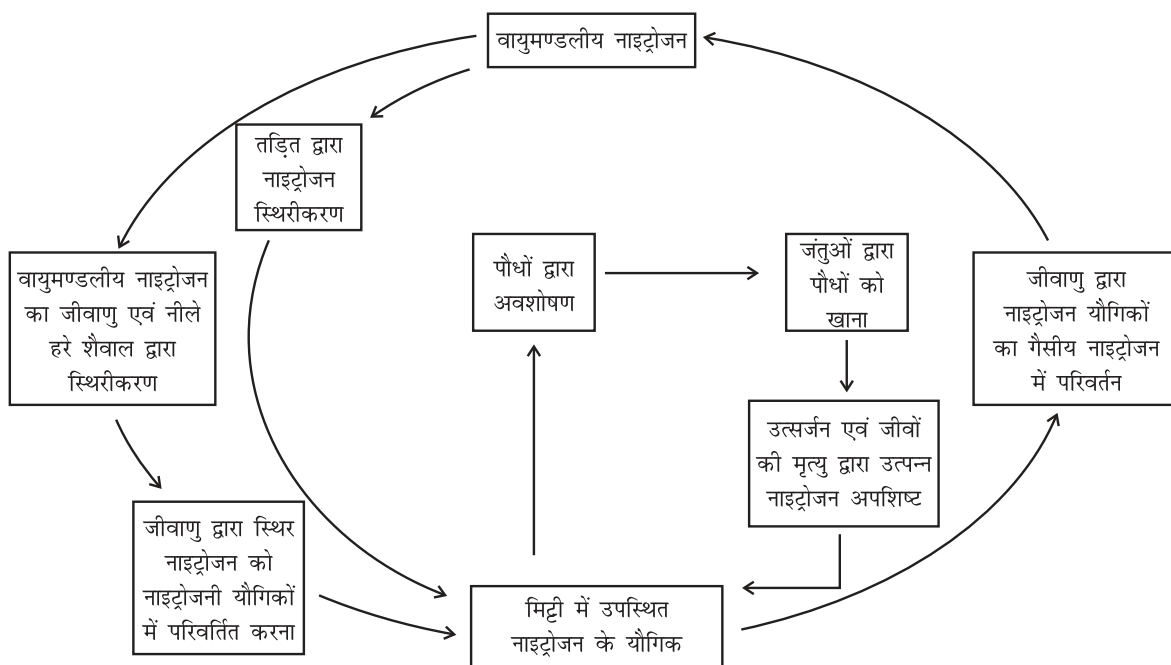 वायुमण्डलीय नाइट्रोजन
तड़ित द्वारा
नाइट्रोजन
स्थिरीकरण
वायुमण्डलीय नाइट्रोजन
का जीवाणु एवं नीले
हरे शैवाल द्वारा
स्थिरीकरण
पौधों द्वारा
अवशोषण
जंतुओं द्वारा
पौधों को
खाना
जीवाणु द्वारा
नाइट्रोजन यौगिकों
का गैसीय नाइट्रोजन
में परिवर्तन
उत्सर्जन एवं जीवों
की मृत्यु द्वारा उत्पन्न
नाइट्रोजन अपशिष्ट
जीवाणु द्वारा स्थिर
नाइट्रोजन को
नाइट्रोजनी यौगिकों
में परिवर्तित करना
मिट्टी में उपस्थित
नाइट्रोजन के यौगिक